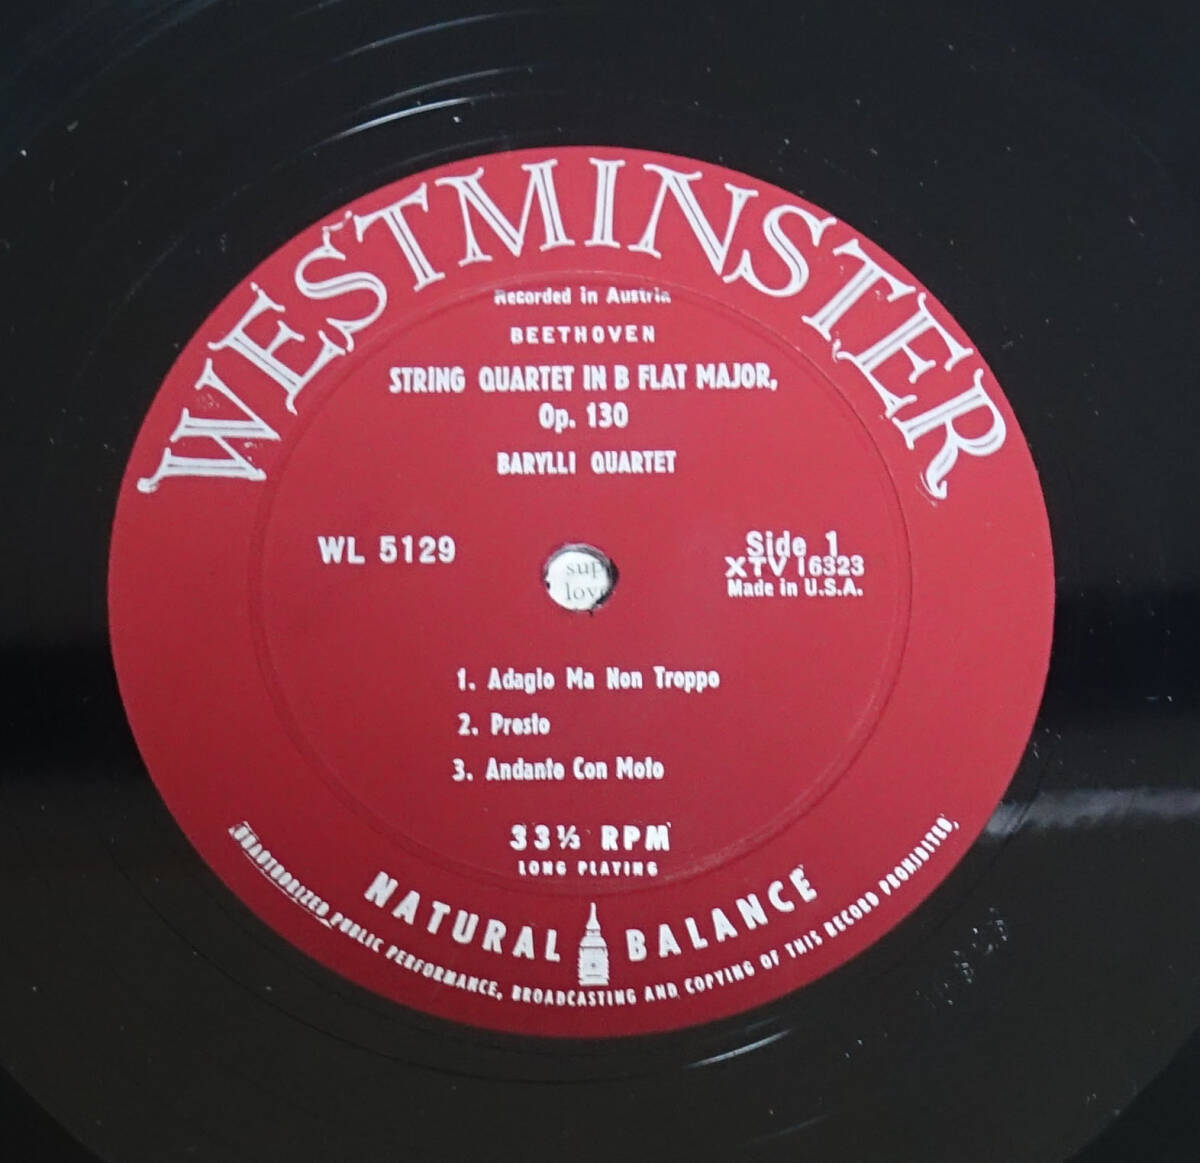 WESTMINSTER
Recorded in Austria
BEETHOVEN
STRING QUARTET IN B FLAT MAJOR,
Op. 130
BARYLLI QUARTET
WL 5129
Side 1
XTV 16323
Made in U.S.A.
sup
lov
1. Adagio Ma Non Troppo
2. Presto
3. Andante Con Moto
33⅓ RPM
LONG PLAYING
NATURAL BALANCE
UNAUTHORIZED PUBLIC PERFORMANCE, BROADCASTING AND COPYING OF THIS RECORD PROHIBITED,